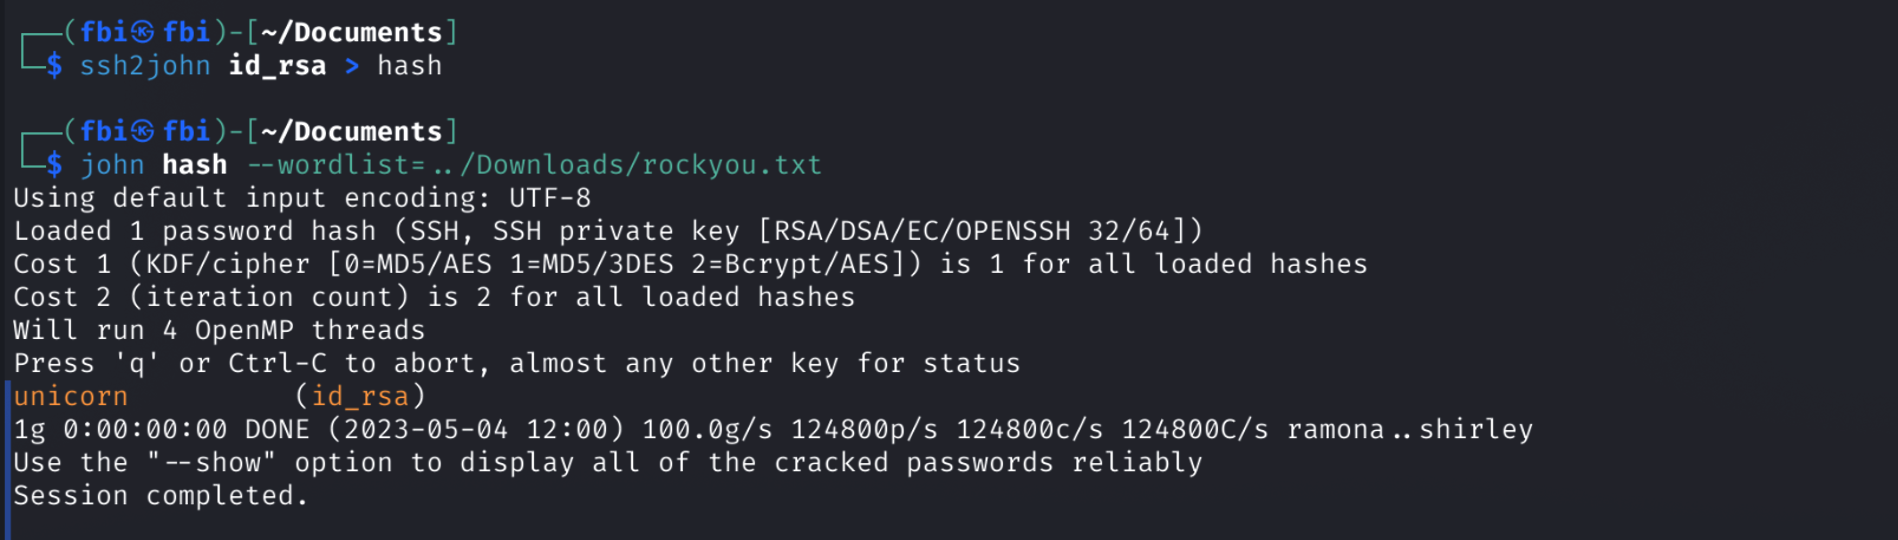 ┌──(fbi㉿fbi)-[~/Documents]
└─$ ssh2john id_rsa > hash
┌──(fbi㉿fbi)-[~/Documents]
└─$ john hash --wordlist=../Downloads/rockyou.txt
Using default input encoding: UTF-8
Loaded 1 password hash (SSH, SSH private key [RSA/DSA/EC/OPENSSH 32/64])
Cost 1 (KDF/cipher [0=MD5/AES 1=MD5/3DES 2=Bcrypt/AES]) is 1 for all loaded hashes
Cost 2 (iteration count) is 2 for all loaded hashes
Will run 4 OpenMP threads
Press 'q' or Ctrl-C to abort, almost any other key for status
unicorn          (id_rsa)
1g 0:00:00:00 DONE (2023-05-04 12:00) 100.0g/s 124800p/s 124800c/s 124800C/s ramona..shirley
Use the "--show" option to display all of the cracked passwords reliably
Session completed.